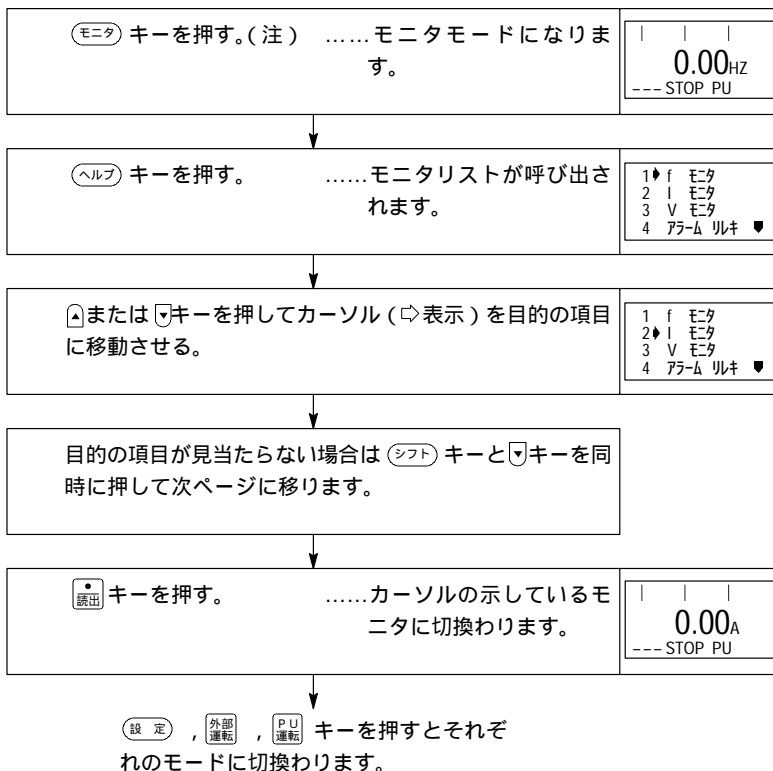 モニタ キーを押す。(注) ……モニタモードになりま
す。
0.00HZ
--- STOP PU
ヘルプ キーを押す。 ……モニタリストが呼び出さ
れます。
1 f モニタ
2 I モニタ
3 V モニタ
4 アラーム リレキ
▲または▼キーを押してカーソル(⇨表示)を目的の項目
に移動させる。
1 f モニタ
2 I モニタ
3 V モニタ
4 アラーム リレキ
目的の項目が見当たらない場合は シフト キーと▼キーを同
時に押して次ページに移ります。
読出 キーを押す。 ……カーソルの示しているモ
ニタに切換わります。
0.00A
--- STOP PU
設 定 , 外部運転 , PU運転 キーを押すとそれぞ
れのモードに切換わります。